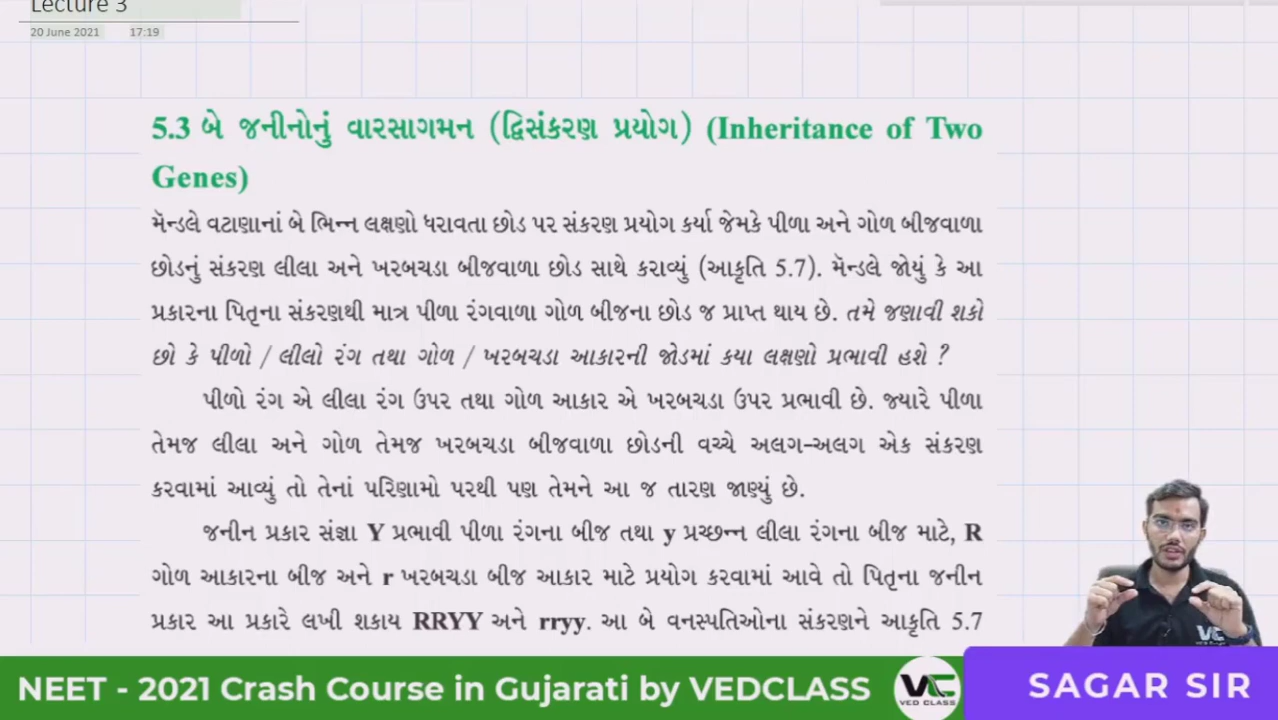 Lecture 3
20 June 2021 17:19
5.3 બે જનીનોનું વારસાગમન (દ્વિસંકરણ પ્રયોગ) (Inheritance of Two
Genes)
મૅન્ડલે વટાણાનાં બે ભિન્ન લક્ષણો ધરાવતા છોડ પર સંકરણ પ્રયોગ કર્યા જેમકે પીળા અને ગોળ બીજવાળા
છોડનું સંકરણ લીલા અને ખરબચડા બીજવાળા છોડ સાથે કરાવ્યું (આકૃતિ 5.7). મૅન્ડલે જોયું કે આ
પ્રકારના પિતૃના સંકરણથી માત્ર પીળા રંગવાળા ગોળ બીજના છોડ જ પ્રાપ્ત થાય છે. તમે જણાવી શકો
છો કે પીળો / લીલો રંગ તથા ગોળ / ખરબચડા આકારની જોડમાં કયા લક્ષણો પ્રભાવી હશે ?
પીળો રંગ એ લીલા રંગ ઉપર તથા ગોળ આકાર એ ખરબચડા ઉપર પ્રભાવી છે. જ્યારે પીળા
તેમજ લીલા અને ગોળ તેમજ ખરબચડા બીજવાળા છોડની વચ્ચે અલગ-અલગ એક સંકરણ
કરવામાં આવ્યું તો તેનાં પરિણામો પરથી પણ તેમને આ જ તારણ જાણ્યું છે.
જનીન પ્રકાર સંજ્ઞા Y પ્રભાવી પીળા રંગના બીજ તથા y પ્રચ્છન્ન લીલા રંગના બીજ માટે, R
ગોળ આકારના બીજ અને r ખરબચડા બીજ આકાર માટે પ્રયોગ કરવામાં આવે તો પિતૃના જનીન
પ્રકાર આ પ્રકારે લખી શકાય RRYY અને rryy. આ બે વનસ્પતિઓના સંકરણને આકૃતિ 5.7
VC
NEET - 2021 Crash Course in Gujarati by VEDCLASS
VC
VED CLASS
SAGAR SIR